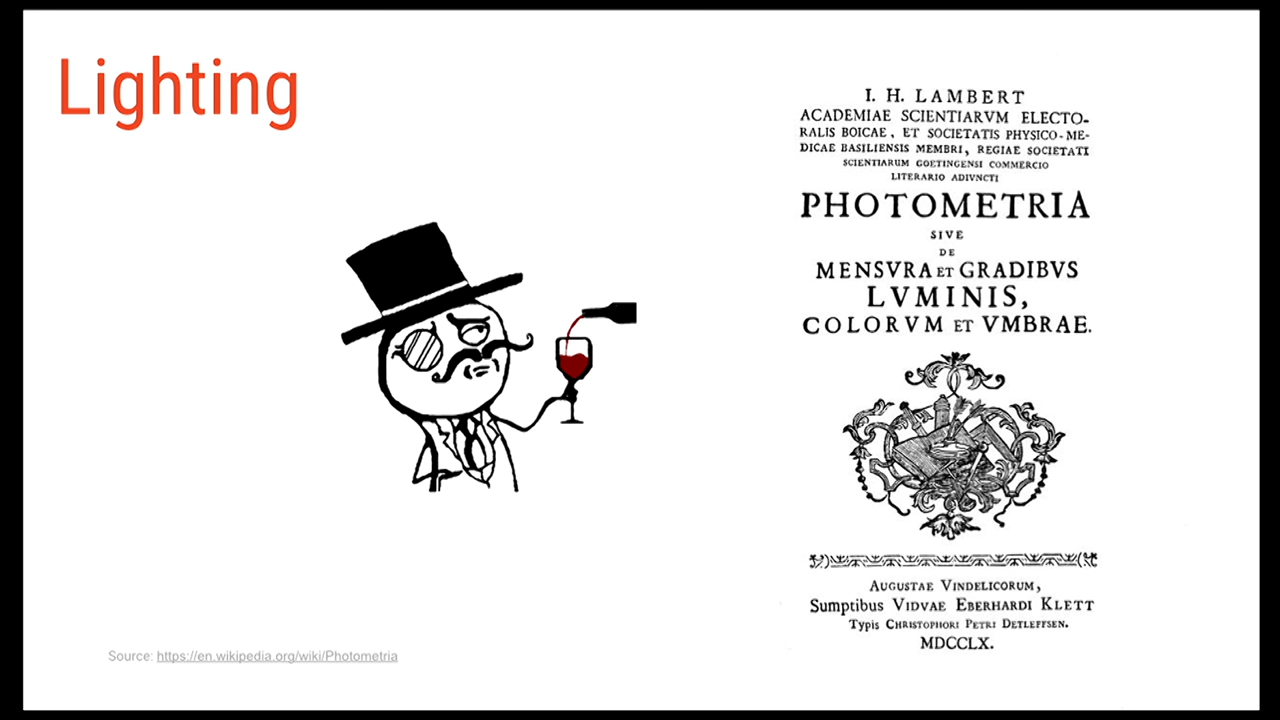 Lighting
I. H. LAMBERT
ACADEMIAE SCIENTIARVM ELECTO-
RALIS BOICAE, ET SOCIETATIS PHYSICO-ME-
DICAE BASILIENSIS MEMBRI, REGIAE SOCIETATI
SCIENTIARUM GOETINGENSI COMMERCIO
LITERARIO ADIVNCTI
PHOTOMETRIA
SIVE
DE
MENSVRA ET GRADIBVS
LVMINIS,
COLORVM ET VMBRAE.
AUGUSTAE VINDELICORUM,
Sumptibus VIDVAE EBERHARDI KLETT
Typis CHRISTOPHORI PETRI DETLEFFSEN.
MDCCLX.
Source: https://en.wikipedia.org/wiki/Photometria